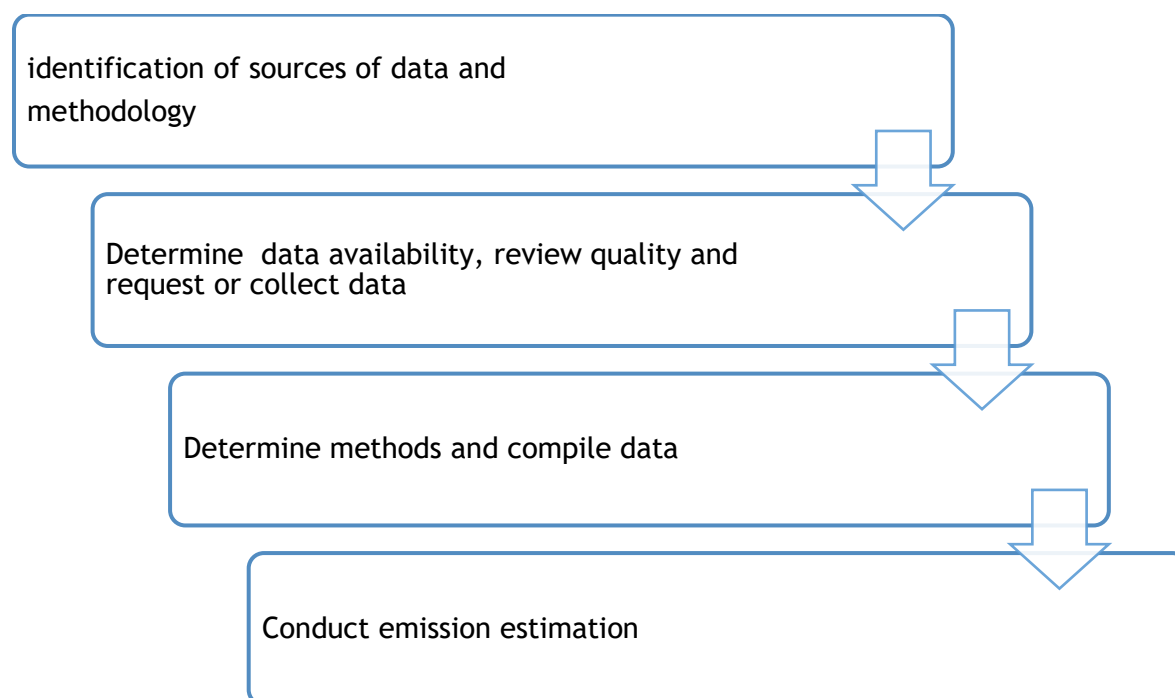 identification of sources of data and
methodology
Determine  data availability, review quality and
request or collect data
Determine methods and compile data
Conduct emission estimation